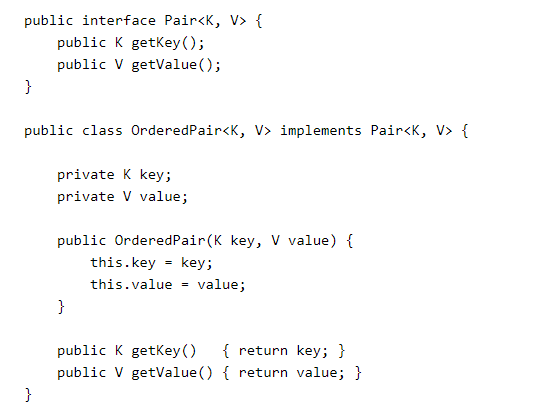 public interface Pair<K, V> {
    public K getKey();
    public V getValue();
}

public class OrderedPair<K, V> implements Pair<K, V> {

    private K key;
    private V value;

    public OrderedPair(K key, V value) {
        this.key = key;
        this.value = value;
    }

    public K getKey()   { return key; }
    public V getValue() { return value; }
}